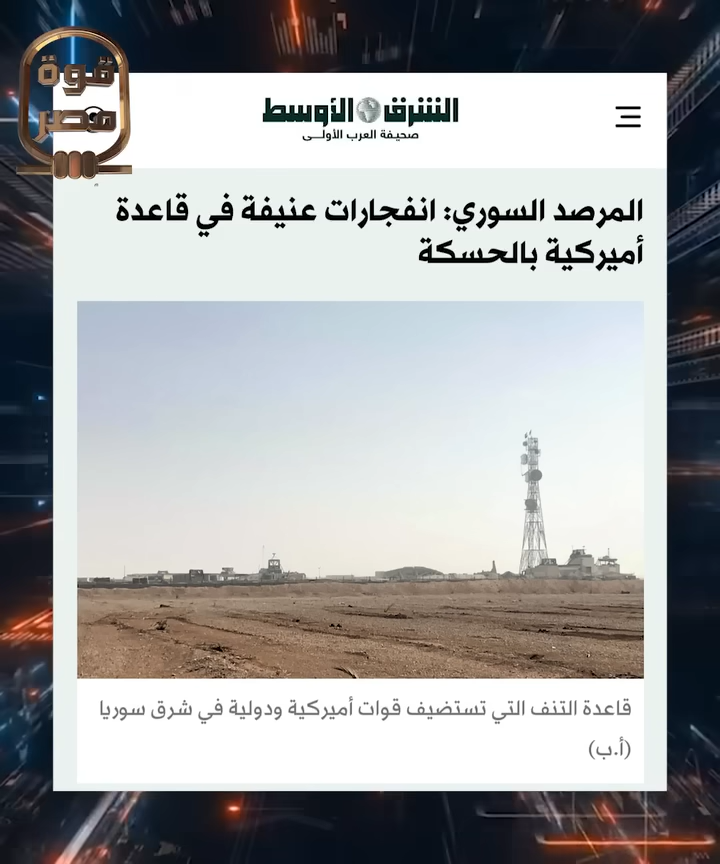 قوة
مصر
الشرق الأوسط
صحيفة العرب الأولى
المرصد السوري: انفجارات عنيفة في قاعدة
أميركية بالحسكة
قاعدة التنف التي تستضيف قوات أميركية ودولية في شرق سوريا
(أ.ب)